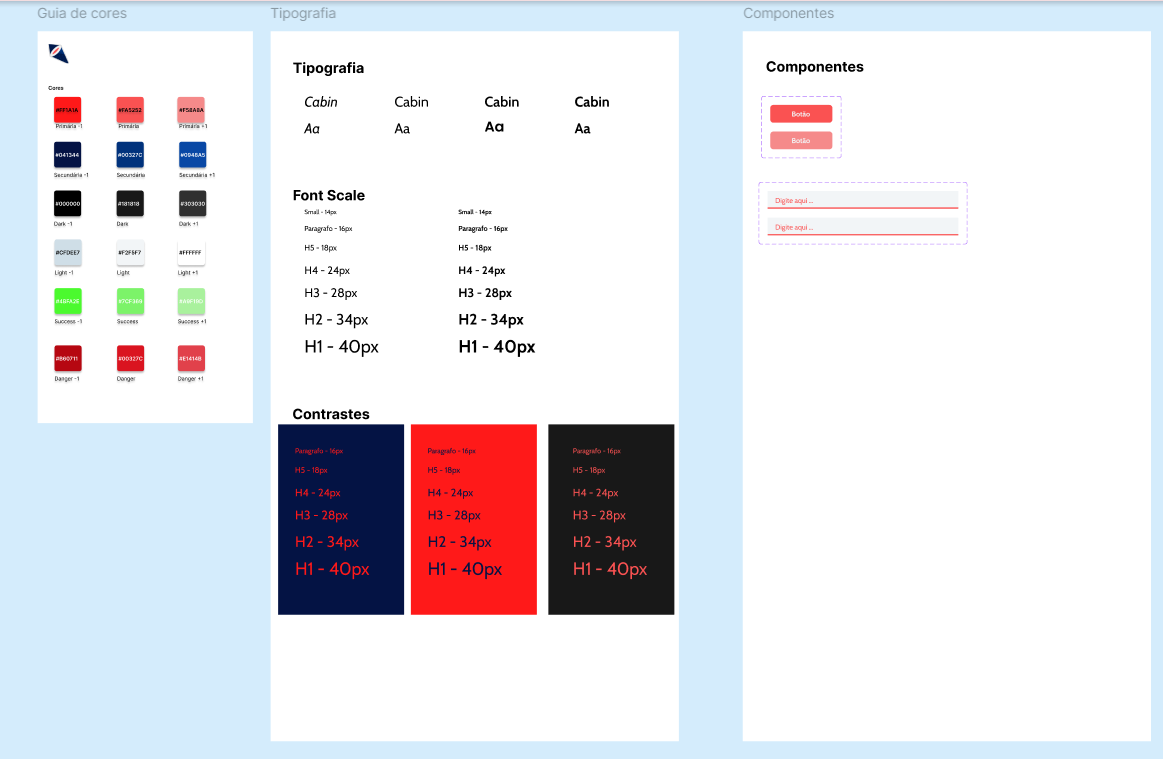 Guia de cores
Cores
#FF1A1A #FA5252 #F58A8A
Primária -1 Primária Primária +1
#041344 #00327C #0948A5
Secundária -1 Secundária Secundária +1
#000000 #181818 #303030
Dark -1 Dark Dark +1
#CFDEE7 #F2F5F7 #FFFFFF
Light -1 Light Light +1
Success -1 Success Success +1
#B60711 #00327C #E1414B
Danger -1 Danger Danger +1
Tipografia
Tipografia
Cabin Cabin Cabin Cabin
Aa Aa Aa Aa
Font Scale
Small - 14px Small - 14px
Paragrafo - 16px Paragrafo - 16px
H5 - 18px H5 - 18px
H4 - 24px H4 - 24px
H3 - 28px H3 - 28px
H2 - 34px H2 - 34px
H1 - 40px H1 - 40px
Contrastes
Paragrafo - 16px Paragrafo - 16px Paragrafo - 16px
H5 - 18px H5 - 18px H5 - 18px
H4 - 24px H4 - 24px H4 - 24px
H3 - 28px H3 - 28px H3 - 28px
H2 - 34px H2 - 34px H2 - 34px
H1 - 40px H1 - 40px H1 - 40px
Componentes
Componentes
Botão
Botão
Digite aqui ...
Digite aqui ...